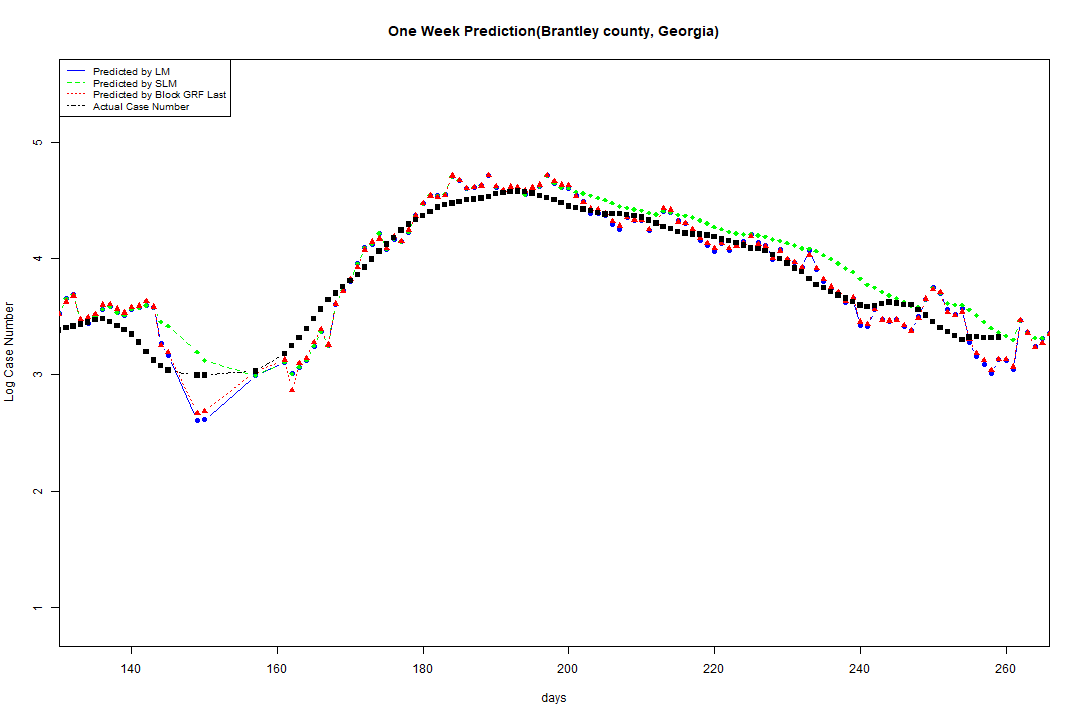 One Week Prediction(Brantley county, Georgia)
Predicted by LM
Predicted by SLM
Predicted by Block GRF Last
Actual Case Number
5
4
3
2
1
Log Case Number
140 160 180 200 220 240 260
days